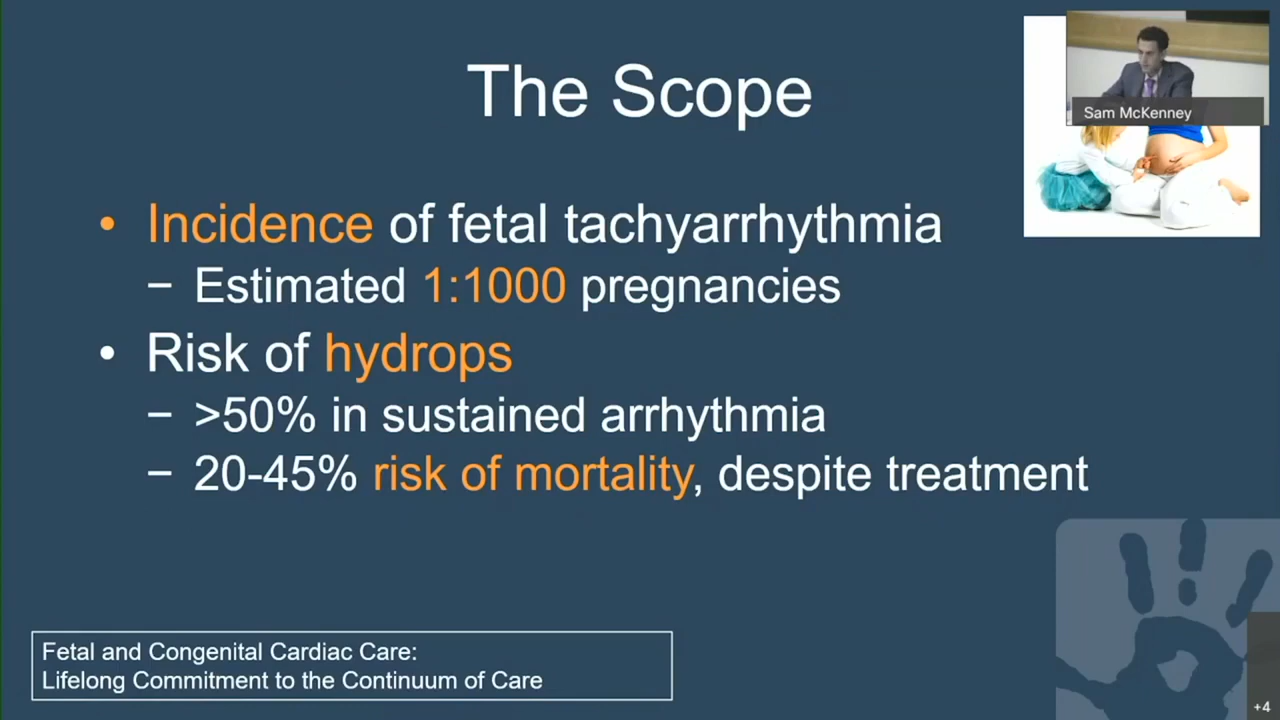 The Scope
Sam McKenney
• Incidence of fetal tachyarrhythmia
– Estimated 1:1000 pregnancies
• Risk of hydrops
– >50% in sustained arrhythmia
– 20-45% risk of mortality, despite treatment
Fetal and Congenital Cardiac Care:
Lifelong Commitment to the Continuum of Care
+4